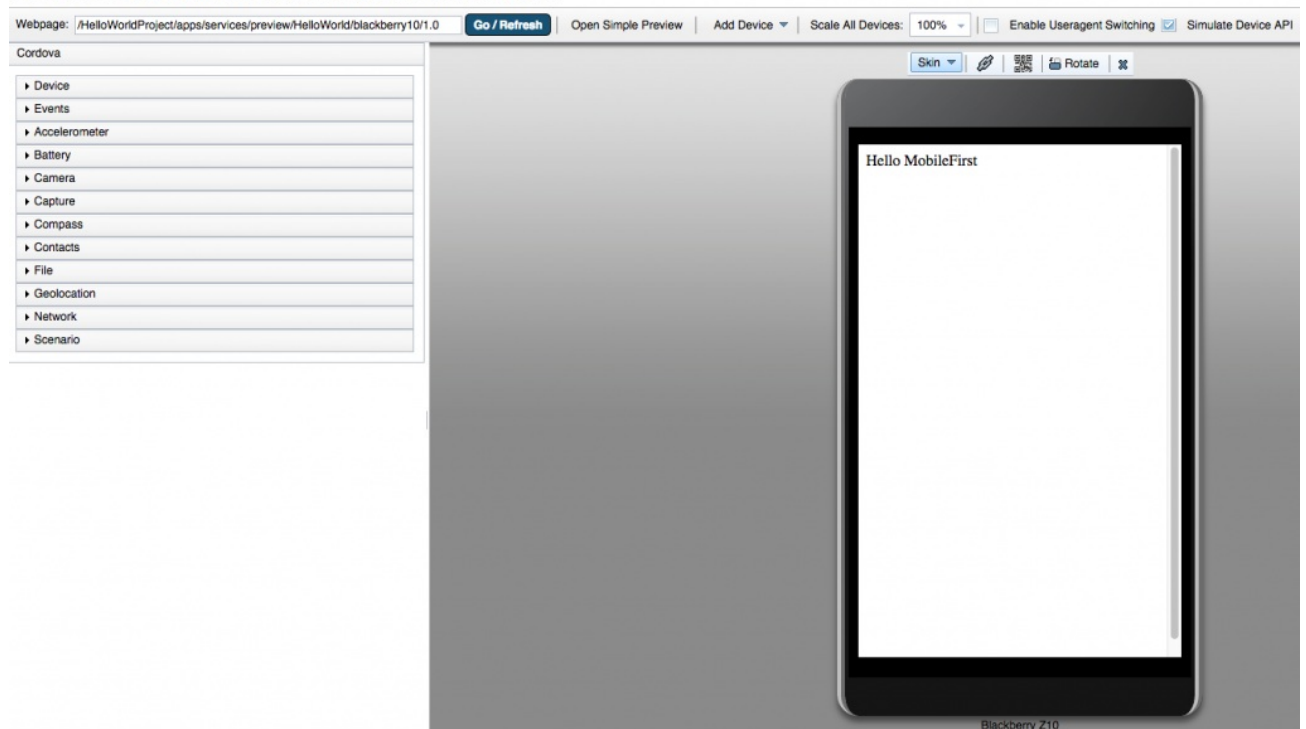 Webpage: /HelloWorldProject/apps/services/preview/HelloWorld/blackberry10/1.0 Go / Refresh Open Simple Preview Add Device Scale All Devices: 100% Enable Useragent Switching Simulate Device API
Cordova
Skin Rotate
Device
Events
Accelerometer
Battery
Camera
Capture
Compass
Contacts
File
Geolocation
Network
Scenario
Hello MobileFirst
Blackberry Z10